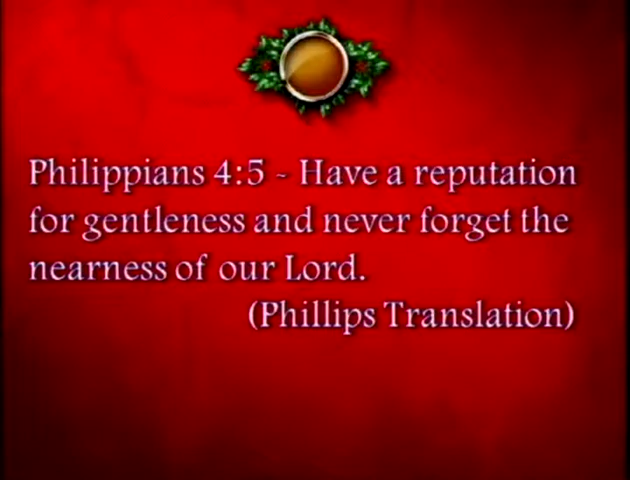 Philippians 4:5 - Have a reputation
for gentleness and never forget the
nearness of our Lord.
(Phillips Translation)